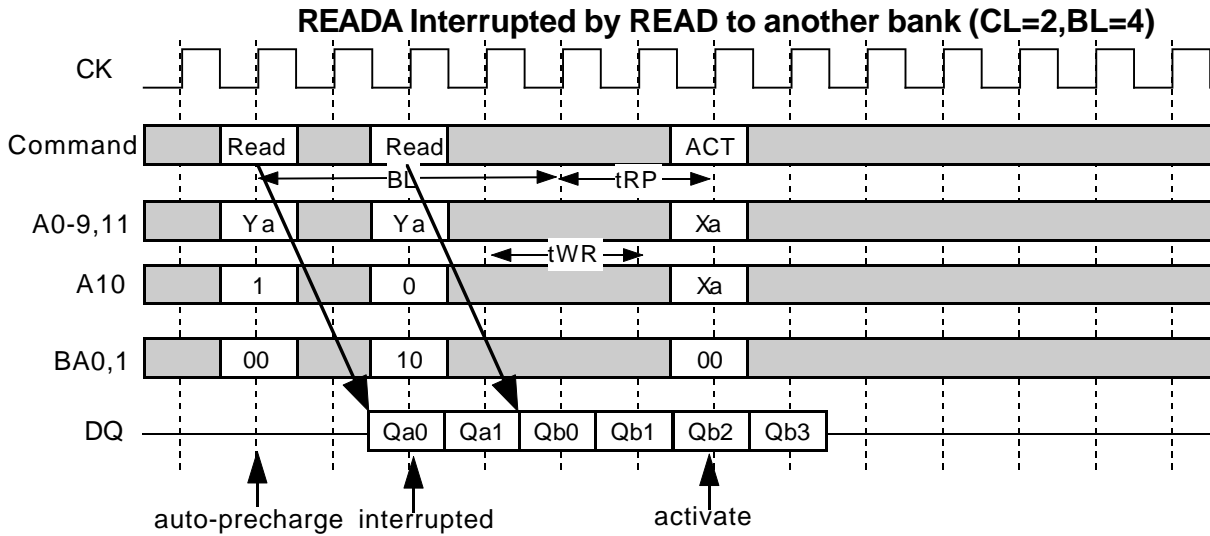 READA Interrupted by READ to another bank (CL=2,BL=4)
CK
Command Read Read ACT
BL tRP
A0-9,11 Ya Ya Xa
tWR
A10 1 0 Xa
BA0,1 00 10 00
DQ Qa0 Qa1 Qb0 Qb1 Qb2 Qb3
auto-precharge interrupted activate